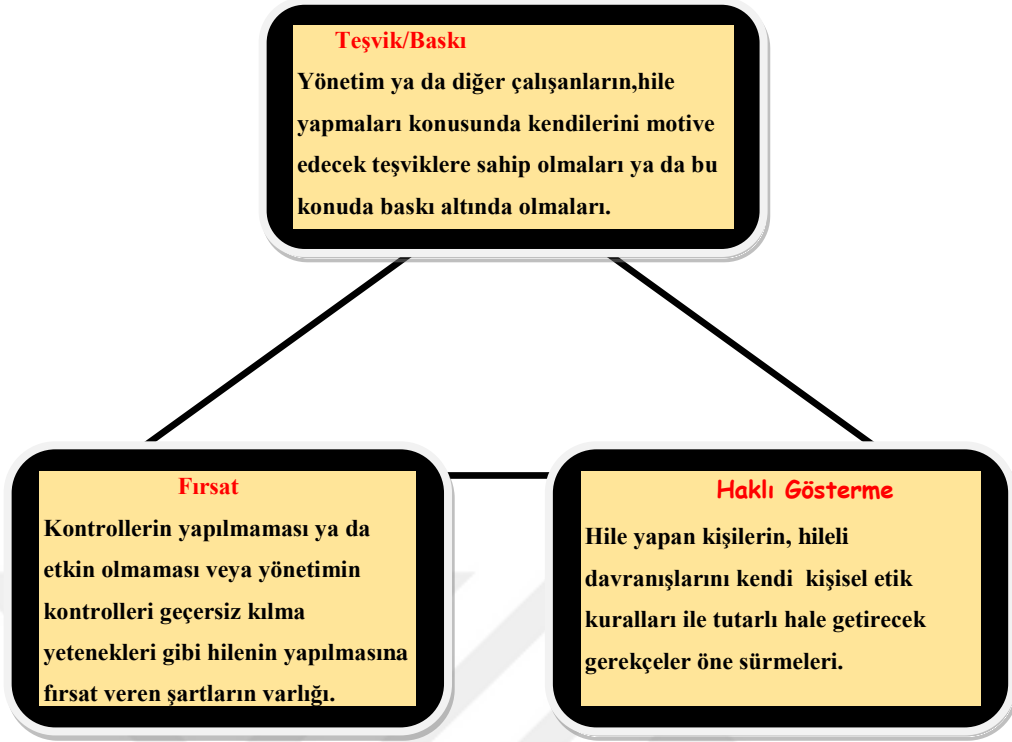 Teşvik/Baskı
Yönetim ya da diğer çalışanların,hile
yapmaları konusunda kendilerini motive
edecek teşviklere sahip olmaları ya da bu
konuda baskı altında olmaları.
Fırsat
Kontrollerin yapılmaması ya da
etkin olmaması veya yönetimin
kontrolleri geçersiz kılma
yetenekleri gibi hilenin yapılmasına
fırsat veren şartların varlığı.
Haklı Gösterme
Hile yapan kişilerin, hileli
davranışlarını kendi kişisel etik
kuralları ile tutarlı hale getirecek
gerekçeler öne sürmeleri.